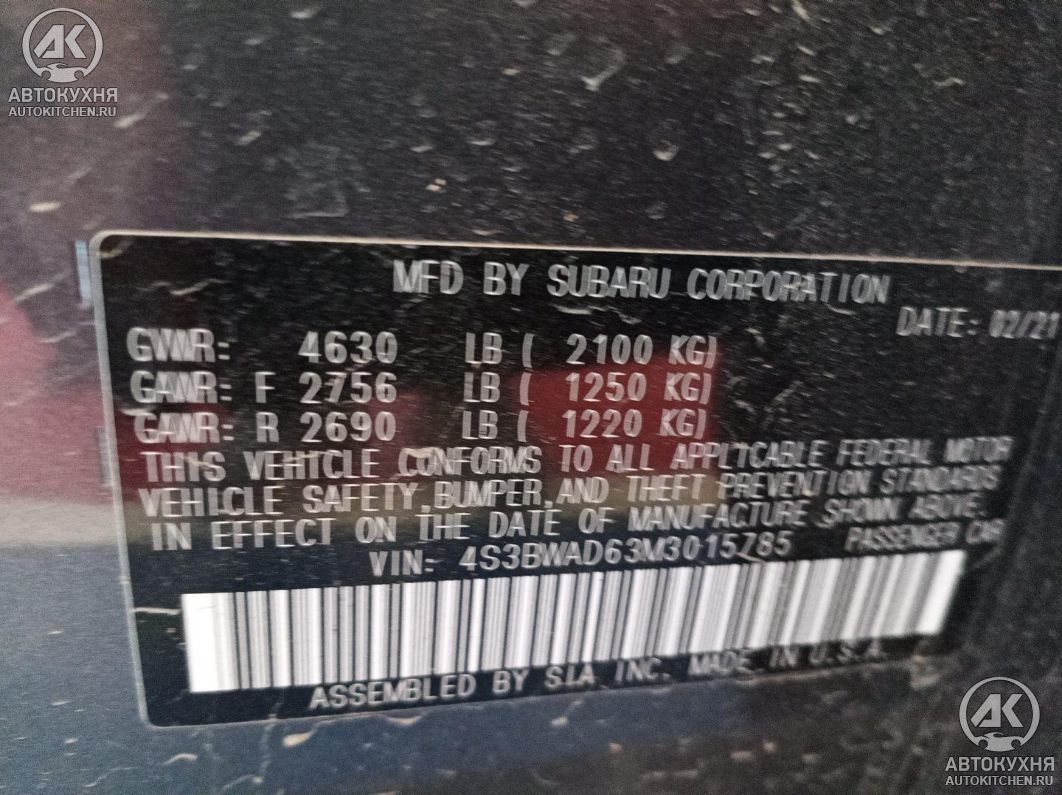 АК
АВТОКУХНЯ
AUTOKITCHEN.RU
MFD BY SUBARU CORPORATION
DATE: 02/21
GVWR: 4630 LB ( 2100 KG)
GAWR: F 2756 LB ( 1250 KG)
GAWR: R 2690 LB ( 1220 KG)
THIS VEHICLE CONFORMS TO ALL APPLICABLE FEDERAL MOTOR
VEHICLE SAFETY, BUMPER, AND THEFT PREVENTION STANDARDS
IN EFFECT ON THE DATE OF MANUFACTURE SHOWN ABOVE.
VIN: 4S3BWAD63M3015785 PASSENGER CAR
ASSEMBLED BY S.I.A. INC. MADE IN U.S.A.
АК
АВТОКУХНЯ
AUTOKITCHEN.RU